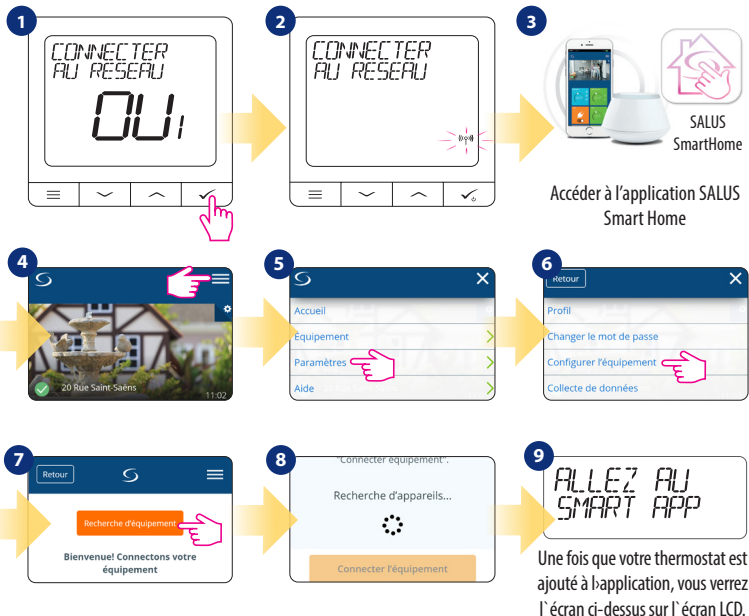 1
CONNECTER
AU RESEAU
OUI
2
CONNECTER
AU RESEAU
3
SALUS
SmartHome
Accéder à l'application SALUS
Smart Home
4
20 Rue Saint-Saëns
11:02
5
Accueil
Équipement
Paramètres
Aide
6
Retour
Profil
Changer le mot de passe
Configurer l'équipement
Collecte de données
7
Retour
Recherche d'équipement
Bienvenue! Connectons votre
équipement
8
"Connecter équipement".
Recherche d'appareils...
Connecter l'équipement
9
ALLEZ AU
SMART APP
Une fois que votre thermostat est
ajouté à l›application, vous verrez
l`écran ci-dessus sur l`écran LCD.